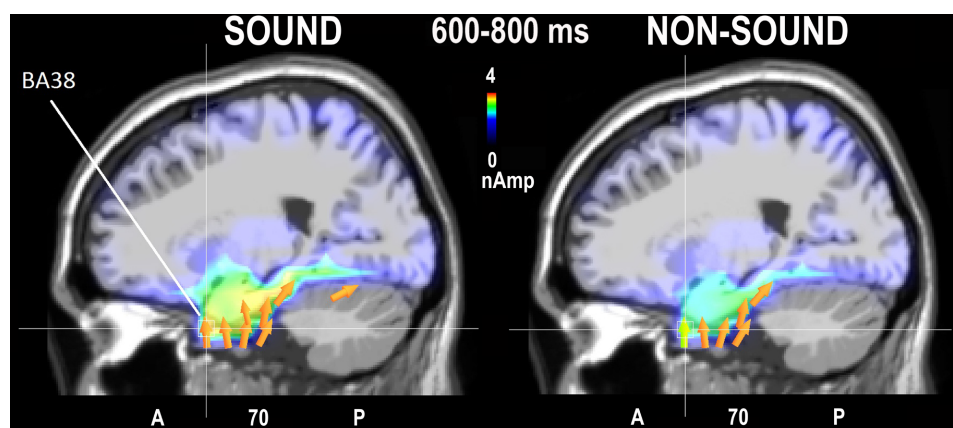 SOUND 600-800 ms NON-SOUND
BA38
4
0
nAmp
A 70 P A 70 P